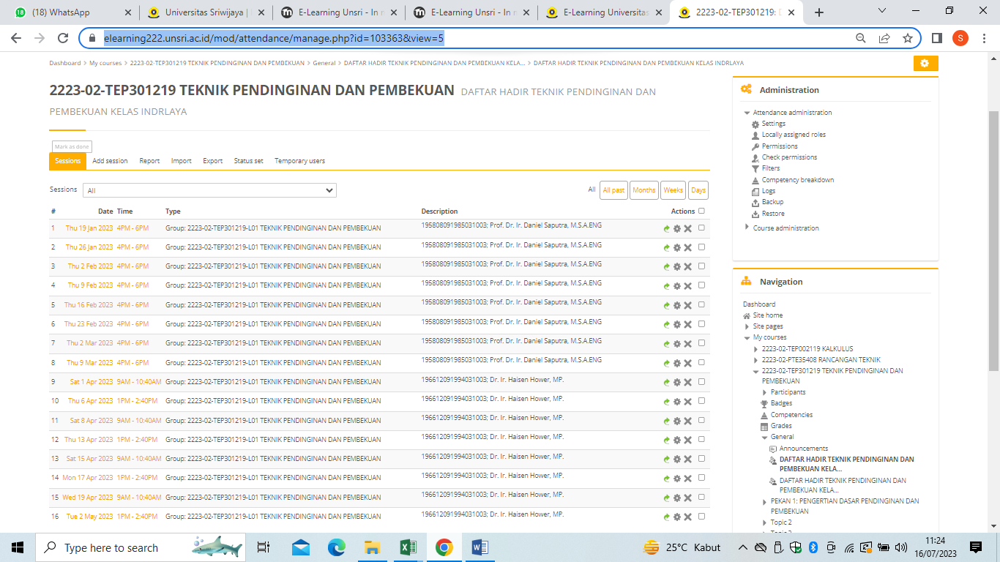 (18) WhatsApp
Universitas Sriwijaya |
E-Learning Unsri - In
E-Learning Unsri - In
E-Learning Universitas
2223-02-TEP301219:
elearning222.unsri.ac.id/mod/attendance/manage.php?id=103363&view=5
S
Dashboard > My courses > 2223-02-TEP301219 TEKNIK PENDINGINAN DAN PEMBEKUAN > General > DAFTAR HADIR TEKNIK PENDINGINAN DAN PEMBEKUAN KELA... > DAFTAR HADIR TEKNIK PENDINGINAN DAN PEMBEKUAN KELAS INDRLAYA
2223-02-TEP301219 TEKNIK PENDINGINAN DAN PEMBEKUAN DAFTAR HADIR TEKNIK PENDINGINAN DAN
PEMBEKUAN KELAS INDRLAYA
Mark as done
Sessions Add session Report Import Export Status set Temporary users
Sessions All All All past Months Weeks Days
# Date Time Type Description Actions
1 Thu 19 Jan 2023 4PM - 6PM Group: 2223-02-TEP301219-L01 TEKNIK PENDINGINAN DAN PEMBEKUAN 195808091985031003; Prof. Dr. Ir. Daniel Saputra, M.S.A.ENG
2 Thu 26 Jan 2023 4PM - 6PM Group: 2223-02-TEP301219-L01 TEKNIK PENDINGINAN DAN PEMBEKUAN 195808091985031003; Prof. Dr. Ir. Daniel Saputra, M.S.A.ENG
3 Thu 2 Feb 2023 4PM - 6PM Group: 2223-02-TEP301219-L01 TEKNIK PENDINGINAN DAN PEMBEKUAN 195808091985031003; Prof. Dr. Ir. Daniel Saputra, M.S.A.ENG
4 Thu 9 Feb 2023 4PM - 6PM Group: 2223-02-TEP301219-L01 TEKNIK PENDINGINAN DAN PEMBEKUAN 195808091985031003; Prof. Dr. Ir. Daniel Saputra, M.S.A.ENG
5 Thu 16 Feb 2023 4PM - 6PM Group: 2223-02-TEP301219-L01 TEKNIK PENDINGINAN DAN PEMBEKUAN 195808091985031003; Prof. Dr. Ir. Daniel Saputra, M.S.A.ENG
6 Thu 23 Feb 2023 4PM - 6PM Group: 2223-02-TEP301219-L01 TEKNIK PENDINGINAN DAN PEMBEKUAN 195808091985031003; Prof. Dr. Ir. Daniel Saputra, M.S.A.ENG
7 Thu 2 Mar 2023 4PM - 6PM Group: 2223-02-TEP301219-L01 TEKNIK PENDINGINAN DAN PEMBEKUAN 195808091985031003; Prof. Dr. Ir. Daniel Saputra, M.S.A.ENG
8 Thu 9 Mar 2023 4PM - 6PM Group: 2223-02-TEP301219-L01 TEKNIK PENDINGINAN DAN PEMBEKUAN 195808091985031003; Prof. Dr. Ir. Daniel Saputra, M.S.A.ENG
9 Sat 1 Apr 2023 9AM - 10:40AM Group: 2223-02-TEP301219-L01 TEKNIK PENDINGINAN DAN PEMBEKUAN 196612091994031003; Dr. Ir. Haisen Hower, MP.
10 Thu 6 Apr 2023 1PM - 2:40PM Group: 2223-02-TEP301219-L01 TEKNIK PENDINGINAN DAN PEMBEKUAN 196612091994031003; Dr. Ir. Haisen Hower, MP.
11 Sat 8 Apr 2023 9AM - 10:40AM Group: 2223-02-TEP301219-L01 TEKNIK PENDINGINAN DAN PEMBEKUAN 196612091994031003; Dr. Ir. Haisen Hower, MP.
12 Thu 13 Apr 2023 1PM - 2:40PM Group: 2223-02-TEP301219-L01 TEKNIK PENDINGINAN DAN PEMBEKUAN 196612091994031003; Dr. Ir. Haisen Hower, MP.
13 Sat 15 Apr 2023 9AM - 10:40AM Group: 2223-02-TEP301219-L01 TEKNIK PENDINGINAN DAN PEMBEKUAN 196612091994031003; Dr. Ir. Haisen Hower, MP.
14 Mon 17 Apr 2023 1PM - 2:40PM Group: 2223-02-TEP301219-L01 TEKNIK PENDINGINAN DAN PEMBEKUAN 196612091994031003; Dr. Ir. Haisen Hower, MP.
15 Wed 19 Apr 2023 9AM - 10:40AM Group: 2223-02-TEP301219-L01 TEKNIK PENDINGINAN DAN PEMBEKUAN 196612091994031003; Dr. Ir. Haisen Hower, MP.
16 Tue 2 May 2023 1PM - 2:40PM Group: 2223-02-TEP301219-L01 TEKNIK PENDINGINAN DAN PEMBEKUAN 196612091994031003; Dr. Ir. Haisen Hower, MP.
Administration
Attendance administration
Settings
Locally assigned roles
Permissions
Check permissions
Filters
Competency breakdown
Logs
Backup
Restore
Course administration
Navigation
Dashboard
Site home
Site pages
My courses
2223-02-TEP002119 KALKULUS
2223-02-PTE35408 RANCANGAN TEKNIK
2223-02-TEP301219 TEKNIK PENDINGINAN DAN
PEMBEKUAN
Participants
Badges
Competencies
Grades
General
Announcements
DAFTAR HADIR TEKNIK PENDINGINAN DAN
PEMBEKUAN KELA...
DAFTAR HADIR TEKNIK PENDINGINAN DAN
PEMBEKUAN KELA...
PEKAN 1: PENGERTIAN DASAR PENDINGINAN DAN
PEMBEKUAN
Topic 2
Type here to search
25°C Kabut
11:24
16/07/2023